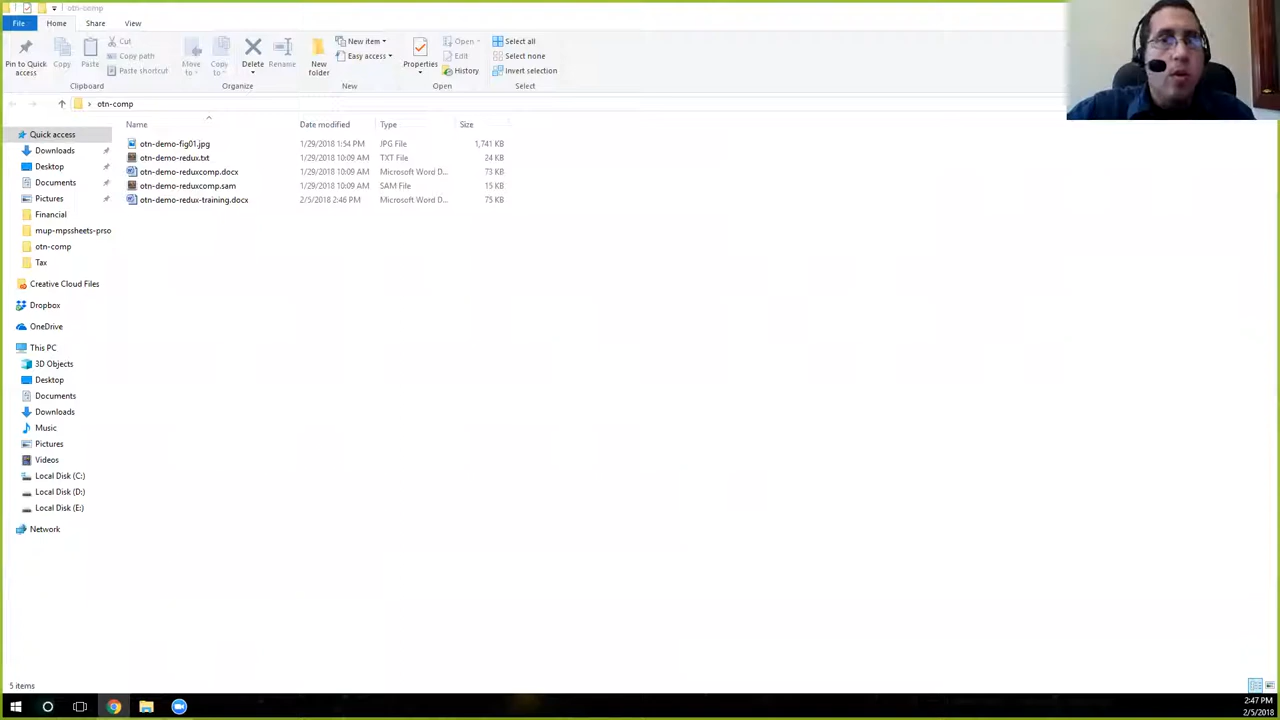 otn-comp
File Home Share View
Pin to Quick access
Copy
Paste
Cut
Copy path
Paste shortcut
Clipboard
Move to
Copy to
Delete
Rename
Organize
New folder
New item
Easy access
New
Properties
Open
Edit
History
Open
Select all
Select none
Invert selection
Select
otn-comp
Name Date modified Type Size
otn-demo-fig01.jpg 1/29/2018 1:54 PM JPG File 1,741 KB
otn-demo-redux.txt 1/29/2018 10:09 AM TXT File 24 KB
otn-demo-reduxcomp.docx 1/29/2018 10:09 AM Microsoft Word D... 73 KB
otn-demo-reduxcomp.sam 1/29/2018 10:09 AM SAM File 15 KB
otn-demo-redux-training.docx 2/5/2018 2:46 PM Microsoft Word D... 75 KB
Quick access
Downloads
Desktop
Documents
Pictures
Financial
mup-mpssheets-prso
otn-comp
Tax
Creative Cloud Files
Dropbox
OneDrive
This PC
3D Objects
Desktop
Documents
Downloads
Music
Pictures
Videos
Local Disk (C:)
Local Disk (D:)
Local Disk (E:)
Network
5 items
2:47 PM
2/5/2018